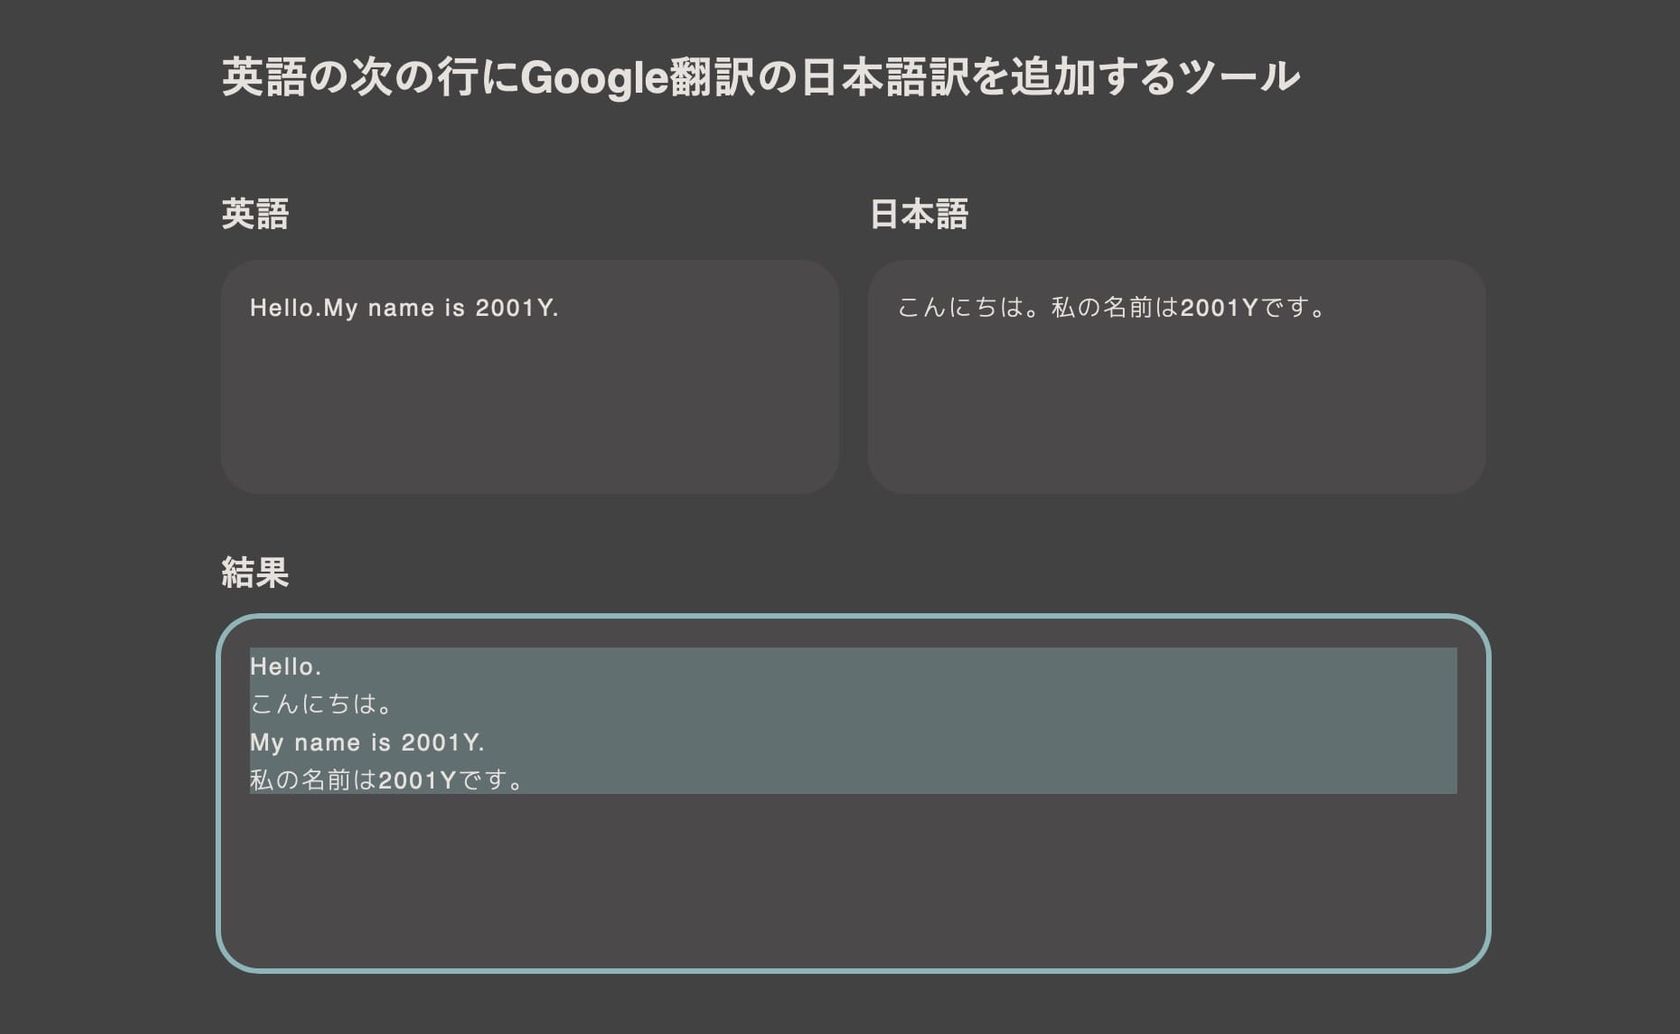 英語の次の行にGoogle翻訳の日本語訳を追加するツール
英語
日本語
Hello.My name is 2001Y.
こんにちは。私の名前は2001Yです。
結果
Hello.
こんにちは。
My name is 2001Y.
私の名前は2001Yです。